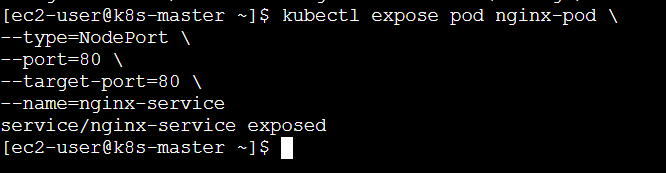 [ec2-user@k8s-master ~]$ kubectl expose pod nginx-pod \
--type=NodePort \
--port=80 \
--target-port=80 \
--name=nginx-service
service/nginx-service exposed
[ec2-user@k8s-master ~]$